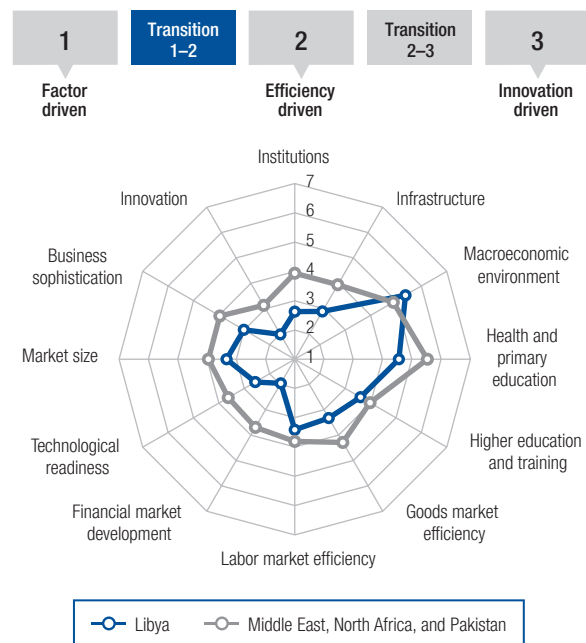 1
Transition
1–2
2
Transition
2–3
3
Factor
driven
Efficiency
driven
Innovation
driven
Institutions
7
6
5
4
3
2
1
Infrastructure
Macroeconomic
environment
Health and
primary
education
Higher education
and training
Goods market
efficiency
Labor market efficiency
Financial market
development
Technological
readiness
Market size
Business
sophistication
Innovation
Libya
Middle East, North Africa, and Pakistan